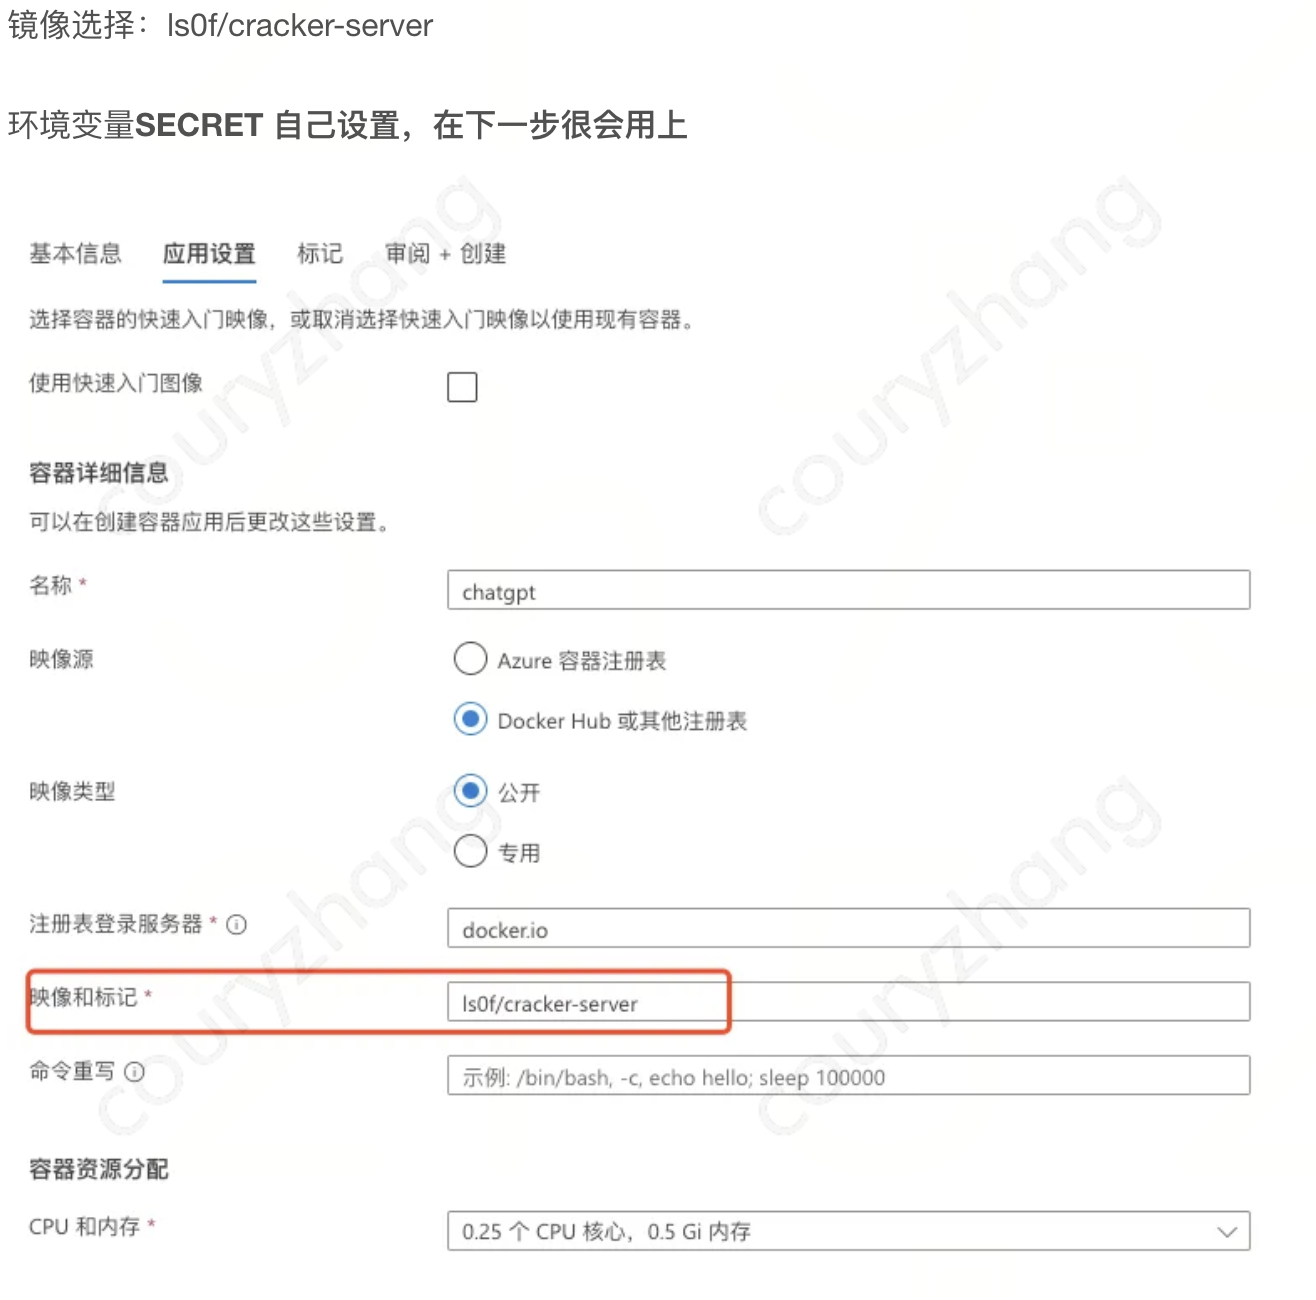 镜像选择：ls0f/cracker-server
环境变量SECRET 自己设置，在下一步很会用上
基本信息 应用设置 标记 审阅 + 创建
选择容器的快速入门映像，或取消选择快速入门映像以使用现有容器。
使用快速入门图像
容器详细信息
可以在创建容器应用后更改这些设置。
名称 * chatgpt
映像源 Azure 容器注册表
Docker Hub 或其他注册表
映像类型 公开
专用
注册表登录服务器 * docker.io
映像和标记 * ls0f/cracker-server
命令重写 示例: /bin/bash, -c, echo hello; sleep 100000
容器资源分配
CPU 和内存 * 0.25 个 CPU 核心，0.5 Gi 内存
couryzhang
couryzhang
couryzhang
couryzhang